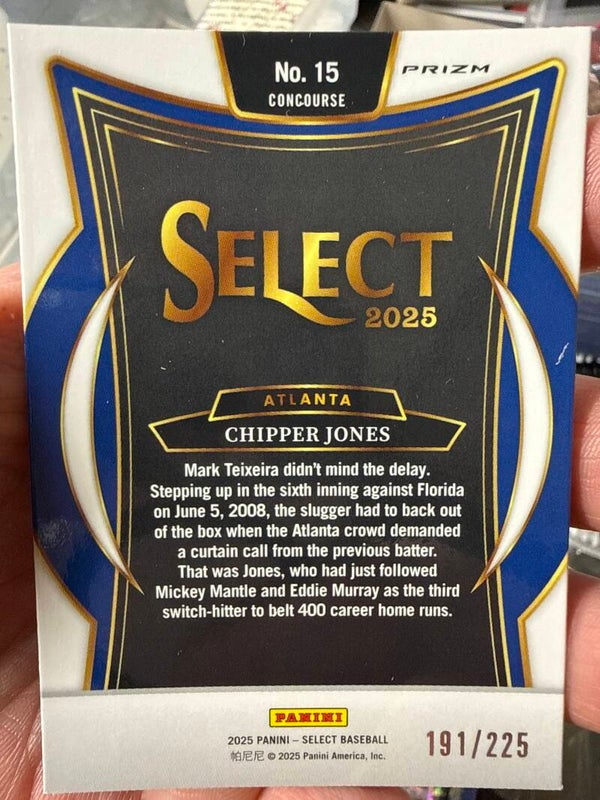 No. 15
CONCOURSE
PRIZM
SELECT
2025
ATLANTA
CHIPPER JONES
Mark Teixeira didn't mind the delay.
Stepping up in the sixth inning against Florida
on June 5, 2008, the slugger had to back out
of the box when the Atlanta crowd demanded
a curtain call from the previous batter.
That was Jones, who had just followed
Mickey Mantle and Eddie Murray as the third
switch-hitter to belt 400 career home runs.
PANINI
2025 PANINI – SELECT BASEBALL
帕尼尼 © 2025 Panini America, Inc.
191/225